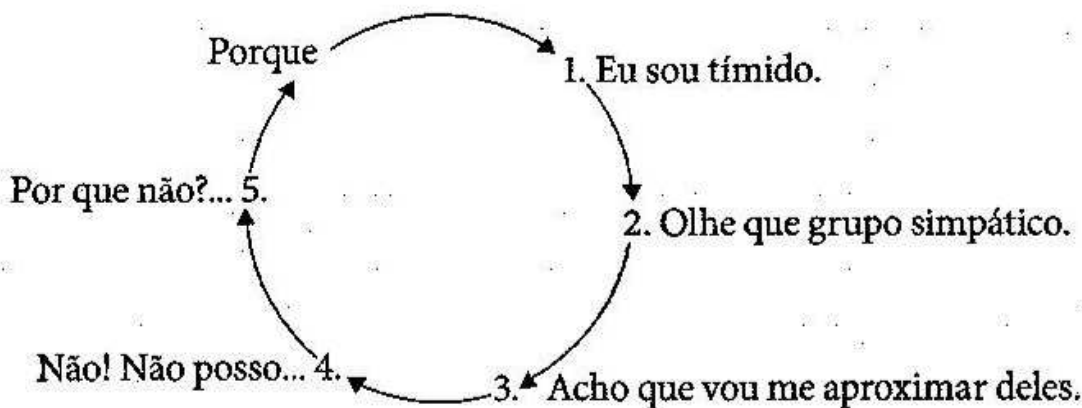 Porque
1. Eu sou tímido.
Por que não?... 5.
2. Olhe que grupo simpático.
Não! Não posso... 4.
3. Acho que vou me aproximar deles.